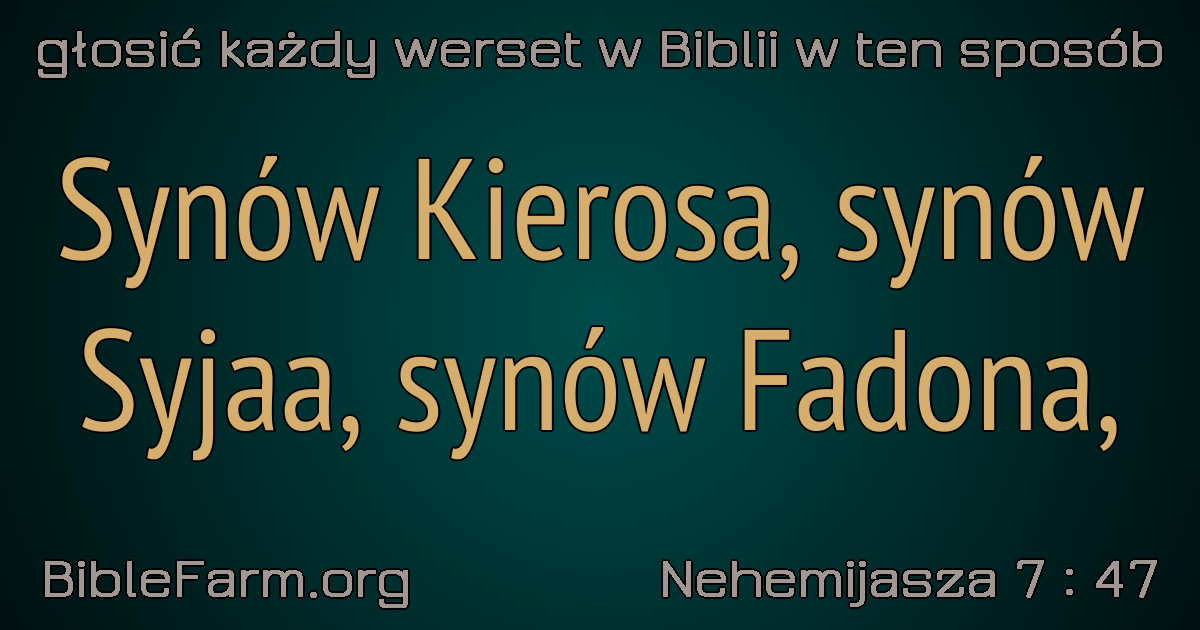 głosić każdy werset w Biblii w ten sposób
Synów Kierosa, synów
Syjaa, synów Fadona,
BibleFarm.org
Nehemijasza 7 : 47